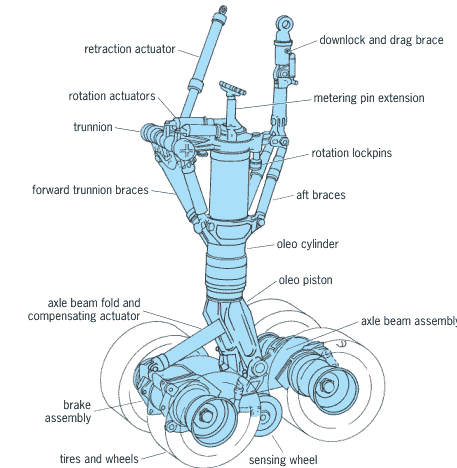 retraction actuator
downlock and drag brace
rotation actuators
metering pin extension
trunnion
rotation lockpins
forward trunnion braces
aft braces
oleo cylinder
oleo piston
axle beam fold and
compensating actuator
axle beam assembly
brake
assembly
tires and wheels
sensing wheel